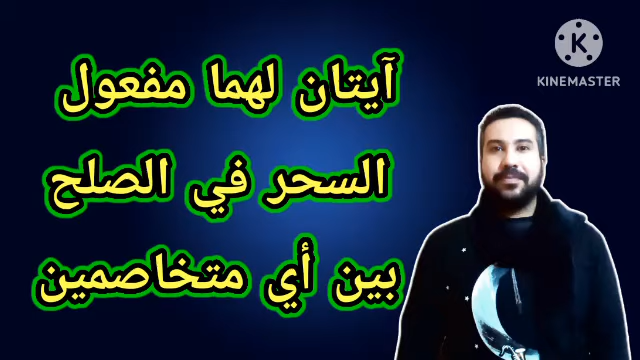 آيتان لهما مفعول
السحر في الصلح
بين أي متخاصمين
K
KINEMASTER